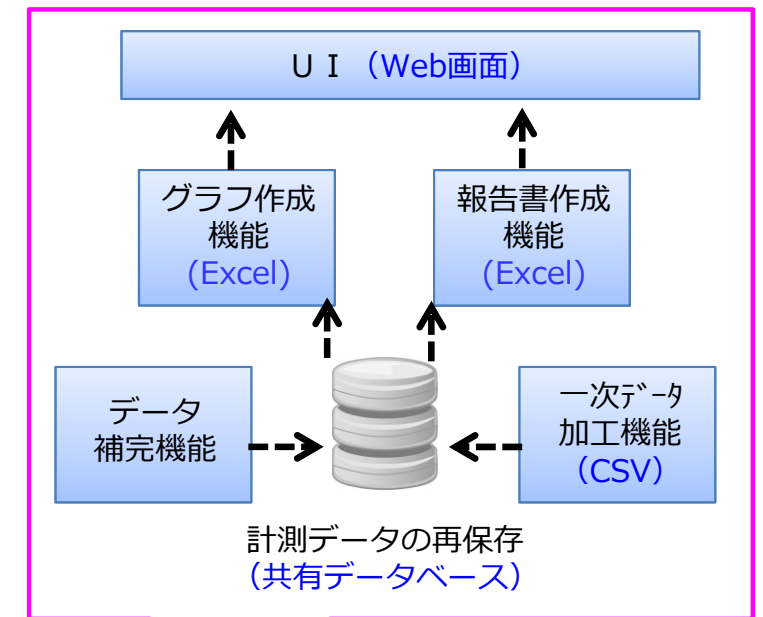 ＵＩ（Web画面）
グラフ作成
機能
(Excel)
報告書作成
機能
(Excel)
データ
補完機能
一次ﾃﾞｰﾀ
加工機能
（CSV）
計測データの再保存
（共有データベース）